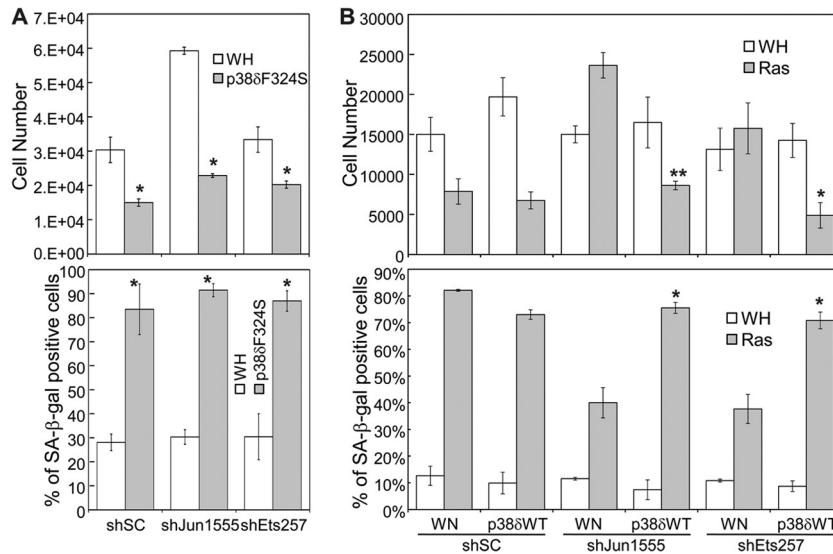 A
Cell Number
7.E+04
6.E+04
5.E+04
4.E+04
3.E+04
2.E+04
1.E+04
0.E+00
WH
p38δF324S
* * *
% of SA-β-gal positive cells
100
90
80
70
60
50
40
30
20
10
0
* * *
WH
p38δF324S
shSC shJun1555 shEts257
B
Cell Number
30000
25000
20000
15000
10000
5000
0
WH
Ras
** *
% of SA-β-gal positive cells
90%
80%
70%
60%
50%
40%
30%
20%
10%
0%
WH
Ras
* *
WN p38δWT WN p38δWT WN p38δWT
shSC shJun1555 shEts257